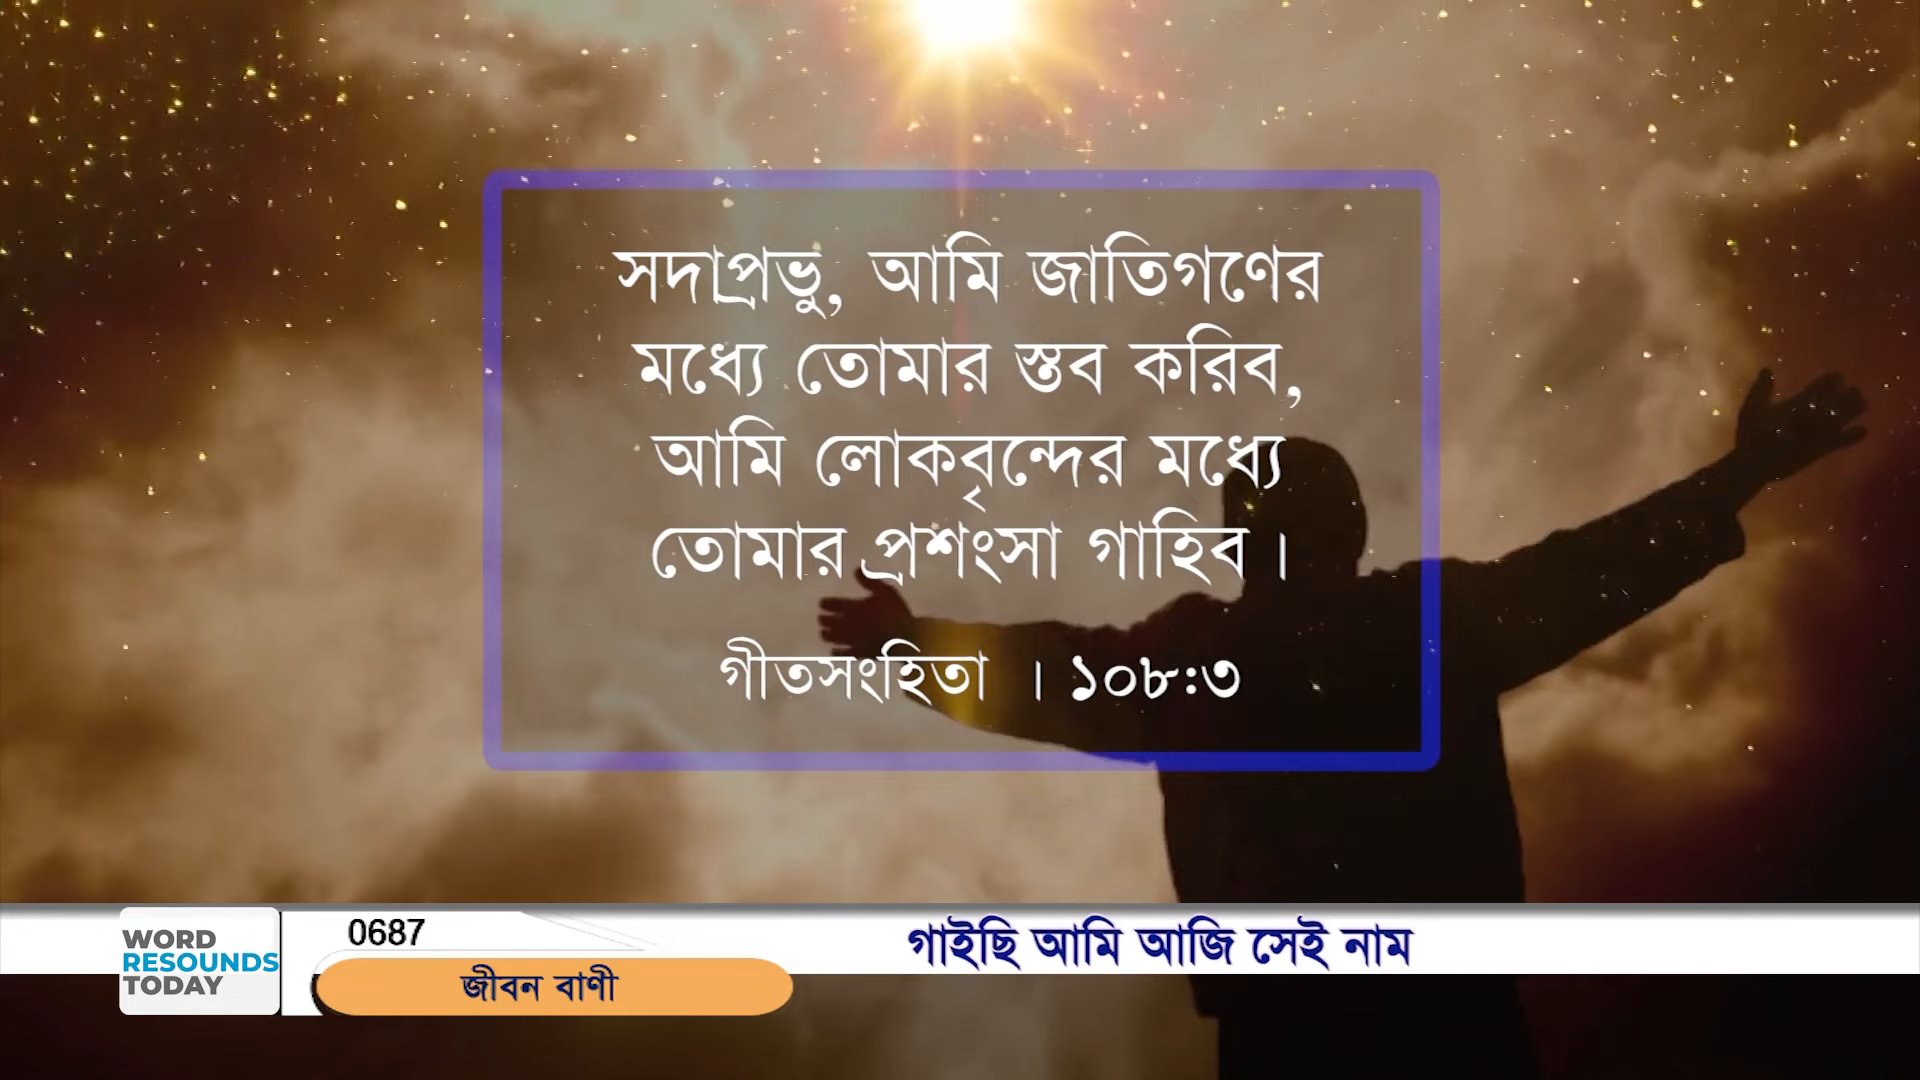 সদাপ্রভু, আমি জাতিগণের
মধ্যে তোমার স্তব করিব,
আমি লোকবৃন্দের মধ্যে
তোমার প্রশংসা গাহিব ।
গীতসংহিতা । ১০৮:৩
WORD
RESOUNDS
TODAY
0687
জীবন বাণী
গাইছি আমি আজি সেই নাম